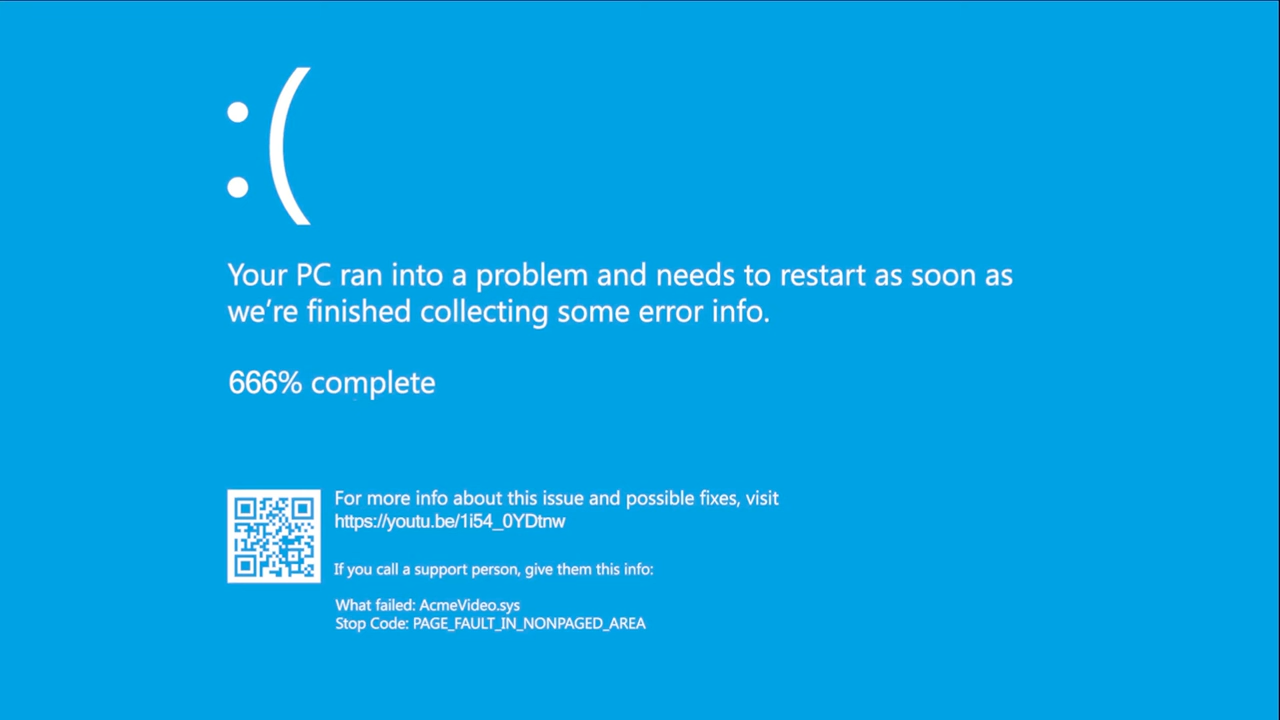 :(
Your PC ran into a problem and needs to restart as soon as
we’re finished collecting some error info.
666% complete
For more info about this issue and possible fixes, visit
https://youtu.be/1i54_0YDtnw
If you call a support person, give them this info:
What failed: AcmeVideo.sys
Stop Code: PAGE_FAULT_IN_NONPAGED_AREA